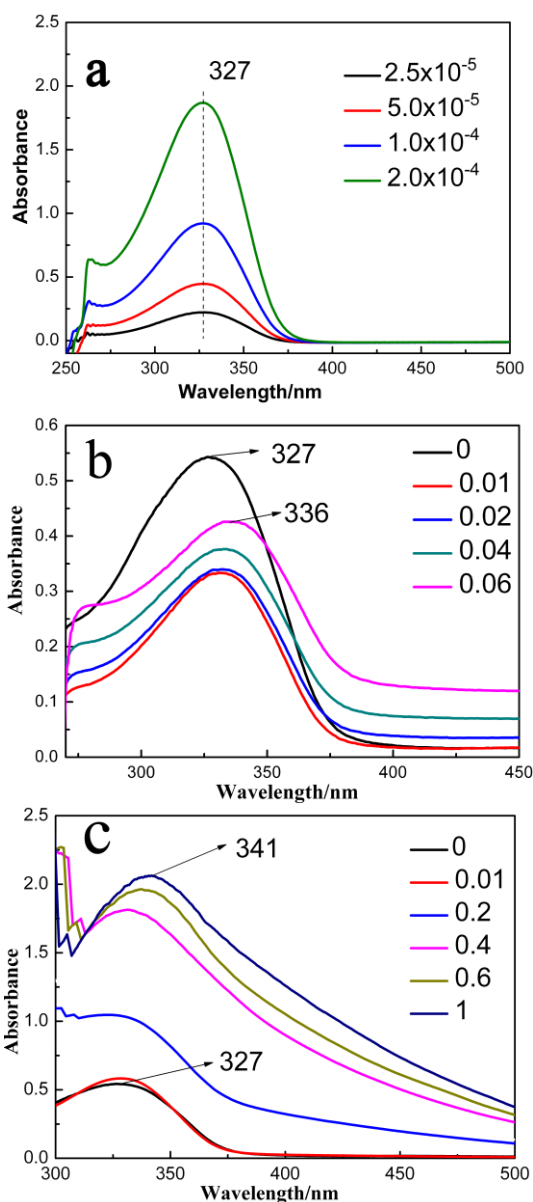 a
327
2.5x10⁻⁵
5.0x10⁻⁵
1.0x10⁻⁴
2.0x10⁻⁴
2.5
2.0
1.5
1.0
0.5
0.0
Absorbance
250 300 350 400 450 500
Wavelength/nm
b
327
336
0
0.01
0.02
0.04
0.06
0.6
0.5
0.4
0.3
0.2
0.1
0.0
Absorbance
300 350 400 450
Wavelength/nm
c
341
327
0
0.01
0.2
0.4
0.6
1
2.5
2.0
1.5
1.0
0.5
0.0
Absorbance
300 350 400 450 500
Wavelength/nm